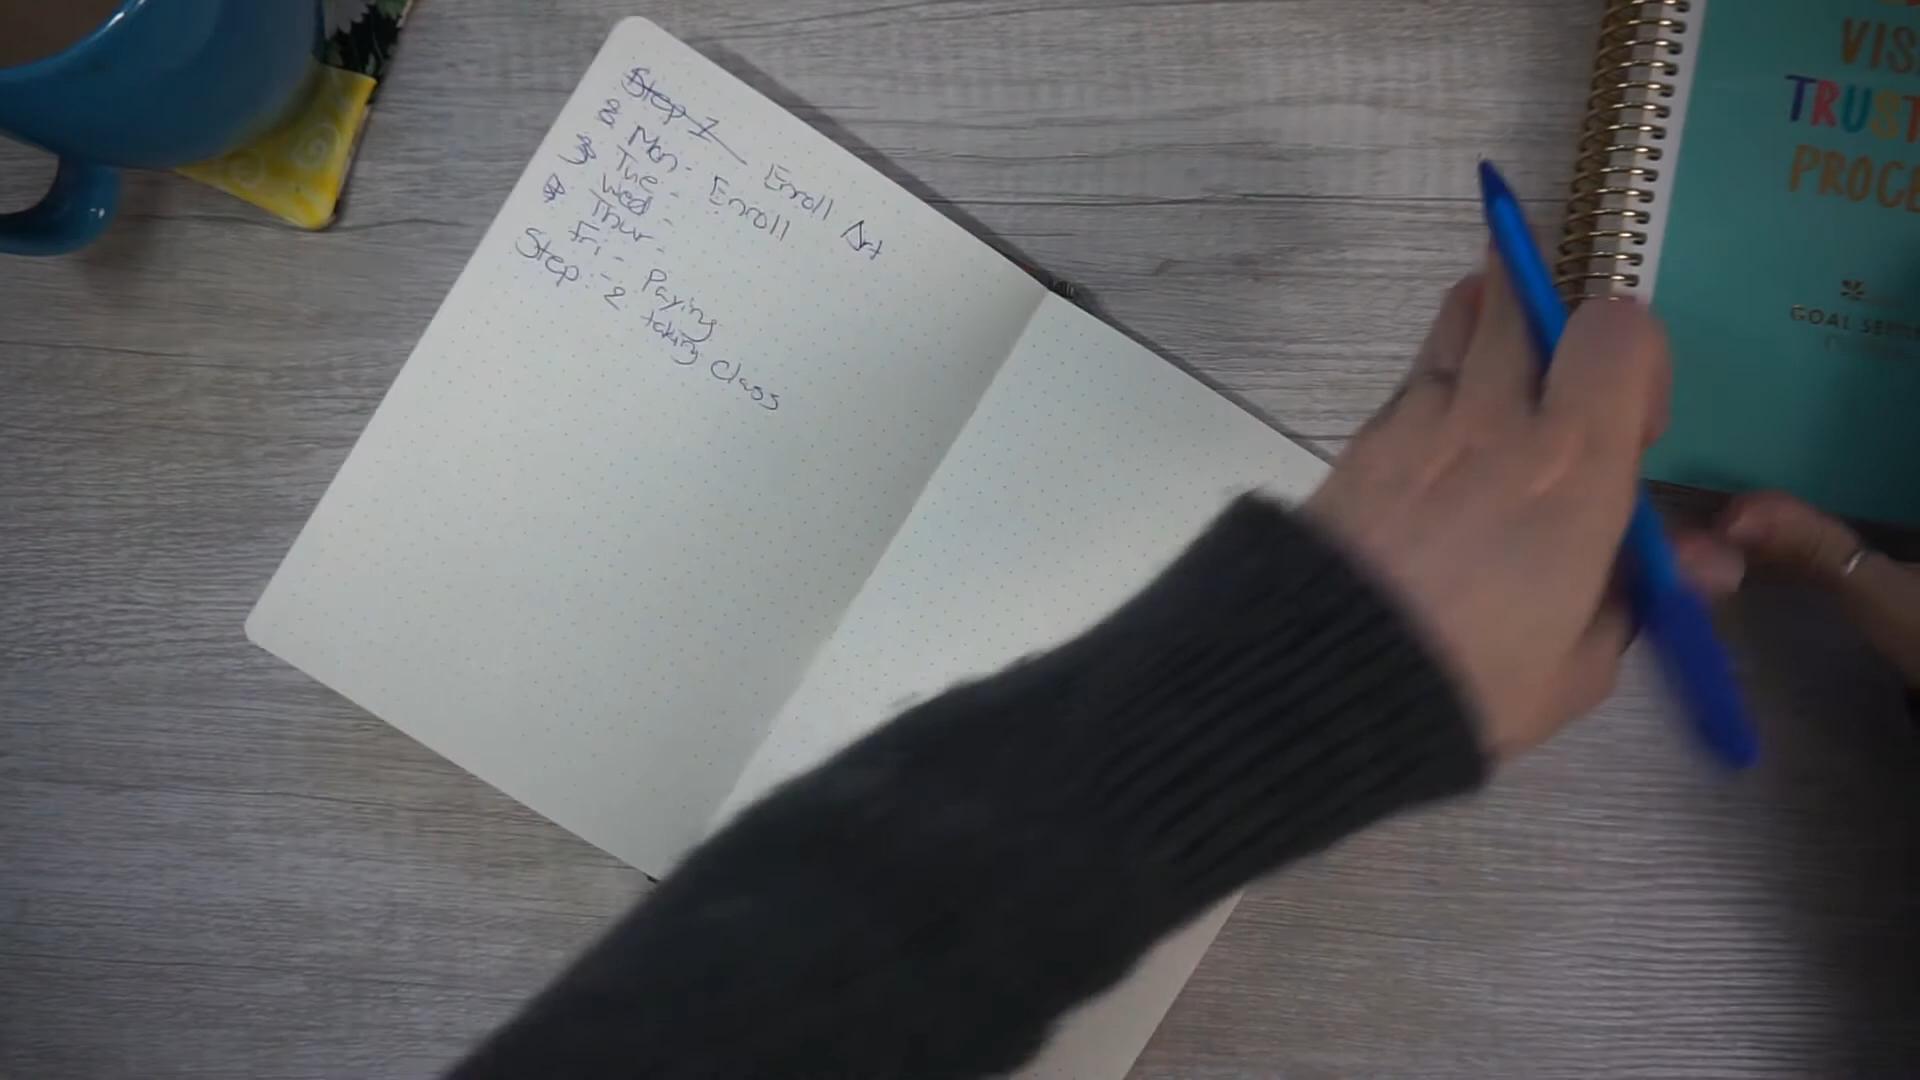 Step 1 Enroll Art
Mon - Enroll
Tue -
Wed -
Thur -
Fri - Paying
Step - 2 taking class
VIS
TRUST
PROCE
GOAL SETTI